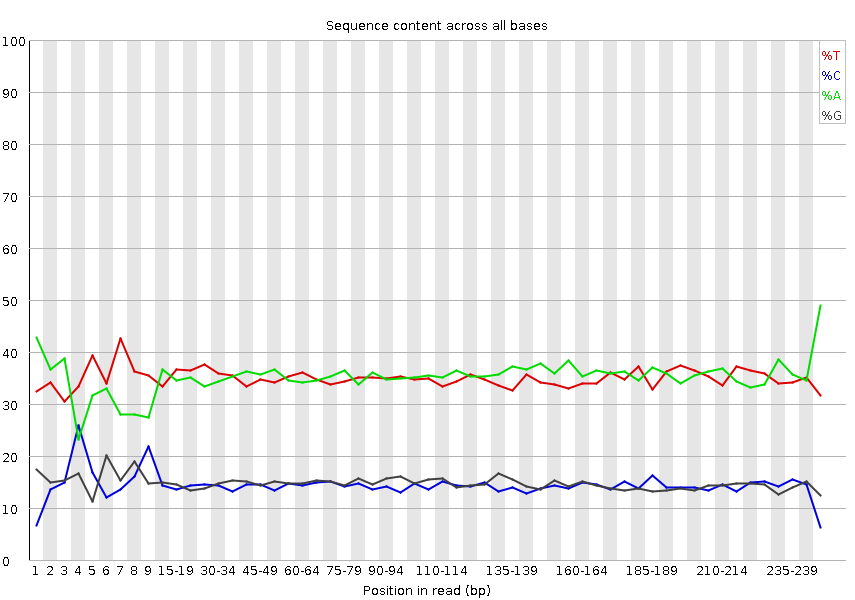 Sequence content across all bases
100
90
80
70
60
50
40
30
20
10
0
%T
%C
%A
%G
1 2 3 4 5 6 7 8 9 15-19 30-34 45-49 60-64 75-79 90-94 110-114 135-139 160-164 185-189 210-214 235-239
Position in read (bp)